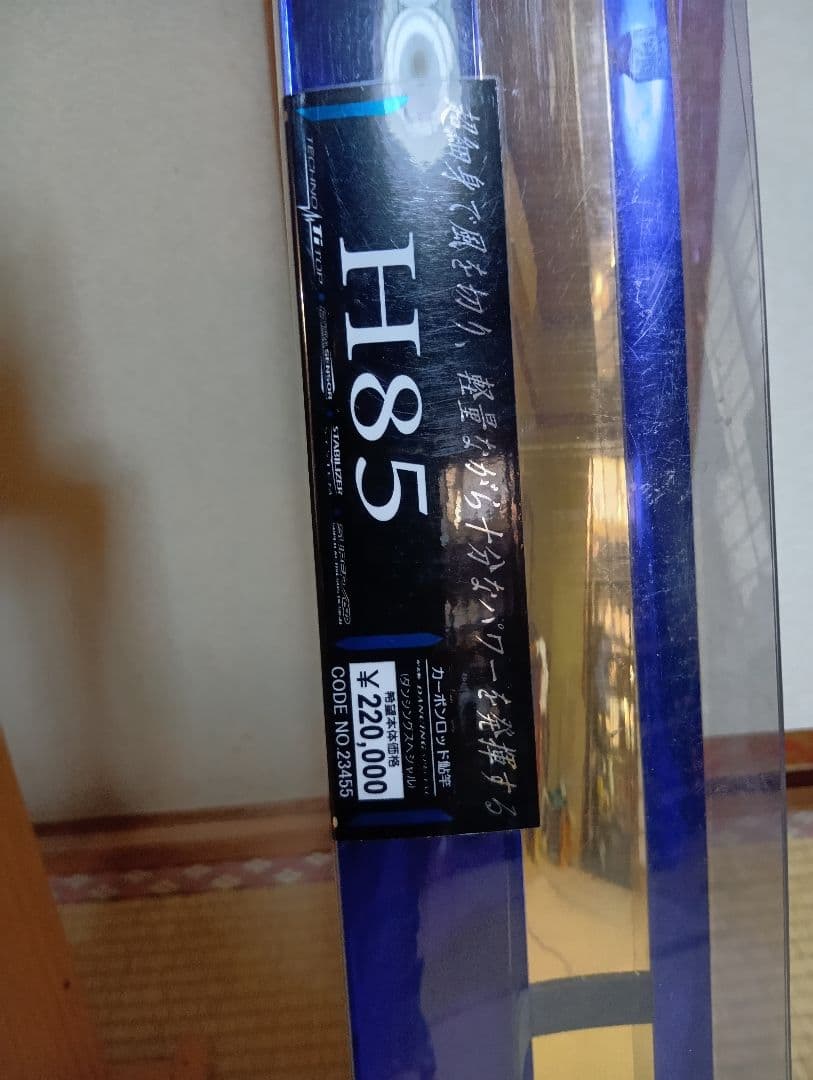 超細身で風を切り、軽量ながら十分なパワーを発揮する
H85
TECHNO Ti TOP
SENSOR
STABILIZER
カーボンロッド鮎竿
DANCING
(ダンシングスペシャル)
希望本体価格
¥220,000
CODE NO.23455